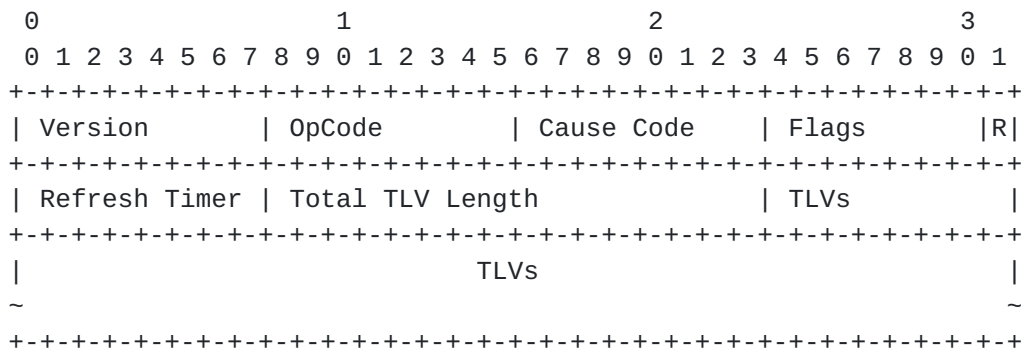 0                   1                   2                   3
 0 1 2 3 4 5 6 7 8 9 0 1 2 3 4 5 6 7 8 9 0 1 2 3 4 5 6 7 8 9 0 1
+-+-+-+-+-+-+-+-+-+-+-+-+-+-+-+-+-+-+-+-+-+-+-+-+-+-+-+-+-+-+-+-+
| Version       | OpCode        | Cause Code    | Flags       |R|
+-+-+-+-+-+-+-+-+-+-+-+-+-+-+-+-+-+-+-+-+-+-+-+-+-+-+-+-+-+-+-+-+
| Refresh Timer | Total TLV Length              | TLVs          |
+-+-+-+-+-+-+-+-+-+-+-+-+-+-+-+-+-+-+-+-+-+-+-+-+-+-+-+-+-+-+-+-+
|                             TLVs                              |
~                                                               ~
+-+-+-+-+-+-+-+-+-+-+-+-+-+-+-+-+-+-+-+-+-+-+-+-+-+-+-+-+-+-+-+-+